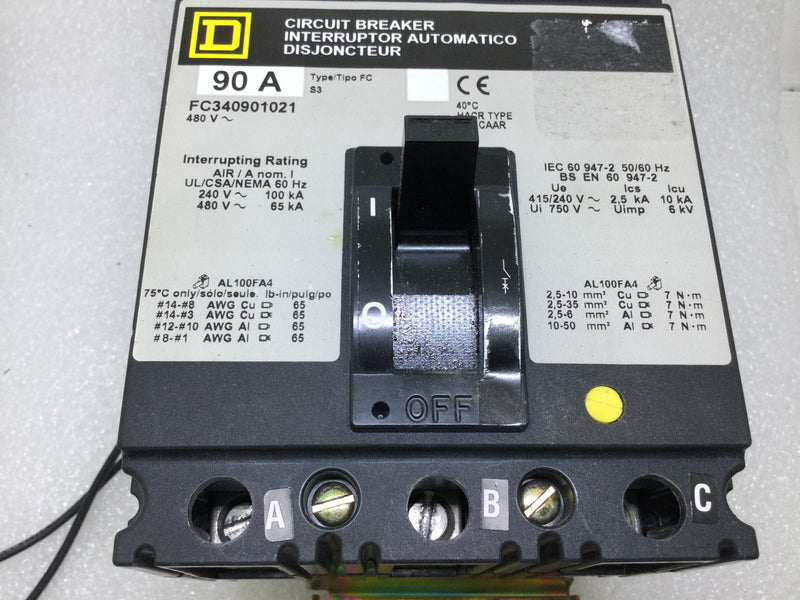 D
CIRCUIT BREAKER
INTERRUPTOR AUTOMATICO
DISJONCTEUR
90 A
Type/Tipo FC
S3
CE
FC340901021
480 V ~
40°C
HACR TYPE
CAAR
Interrupting Rating
AIR / A nom. I
UL/CSA/NEMA 60 Hz
240 V ~ 100 kA
480 V ~ 65 kA
IEC 60 947-2 50/60 Hz
BS EN 60 947-2
Ue Ics Icu
415/240 V ~ 2,5 kA 10 kA
Ui 750 V ~ Uimp 6 kV
I
O
OFF
AL100FA4
75°C only/sólo/seule. lb-in/pulg/po
#14-#8 AWG Cu 65
#14-#3 AWG Cu 65
#12-#10 AWG Al 65
#8-#1 AWG Al 65
AL100FA4
2,5-10 mm² Cu 7 N·m
2,5-35 mm² Cu 7 N·m
2,5-6 mm² Al 7 N·m
10-50 mm² Al 7 N·m
A
B
C